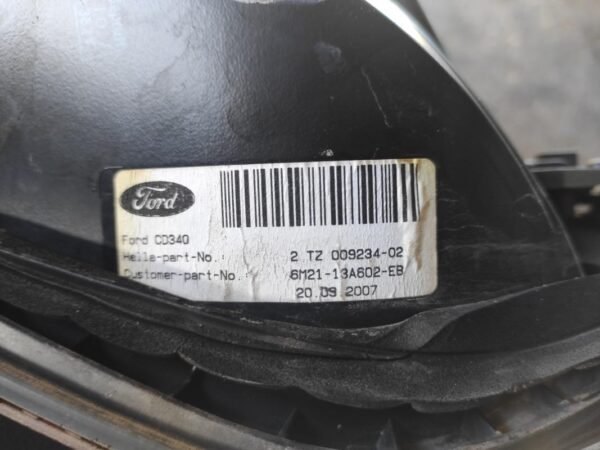 Ford
Ford CD340
Hella-part-No.: 2 TZ 009234-02
Customer-part-No.: 6M21-13A602-EB
20.09.2007